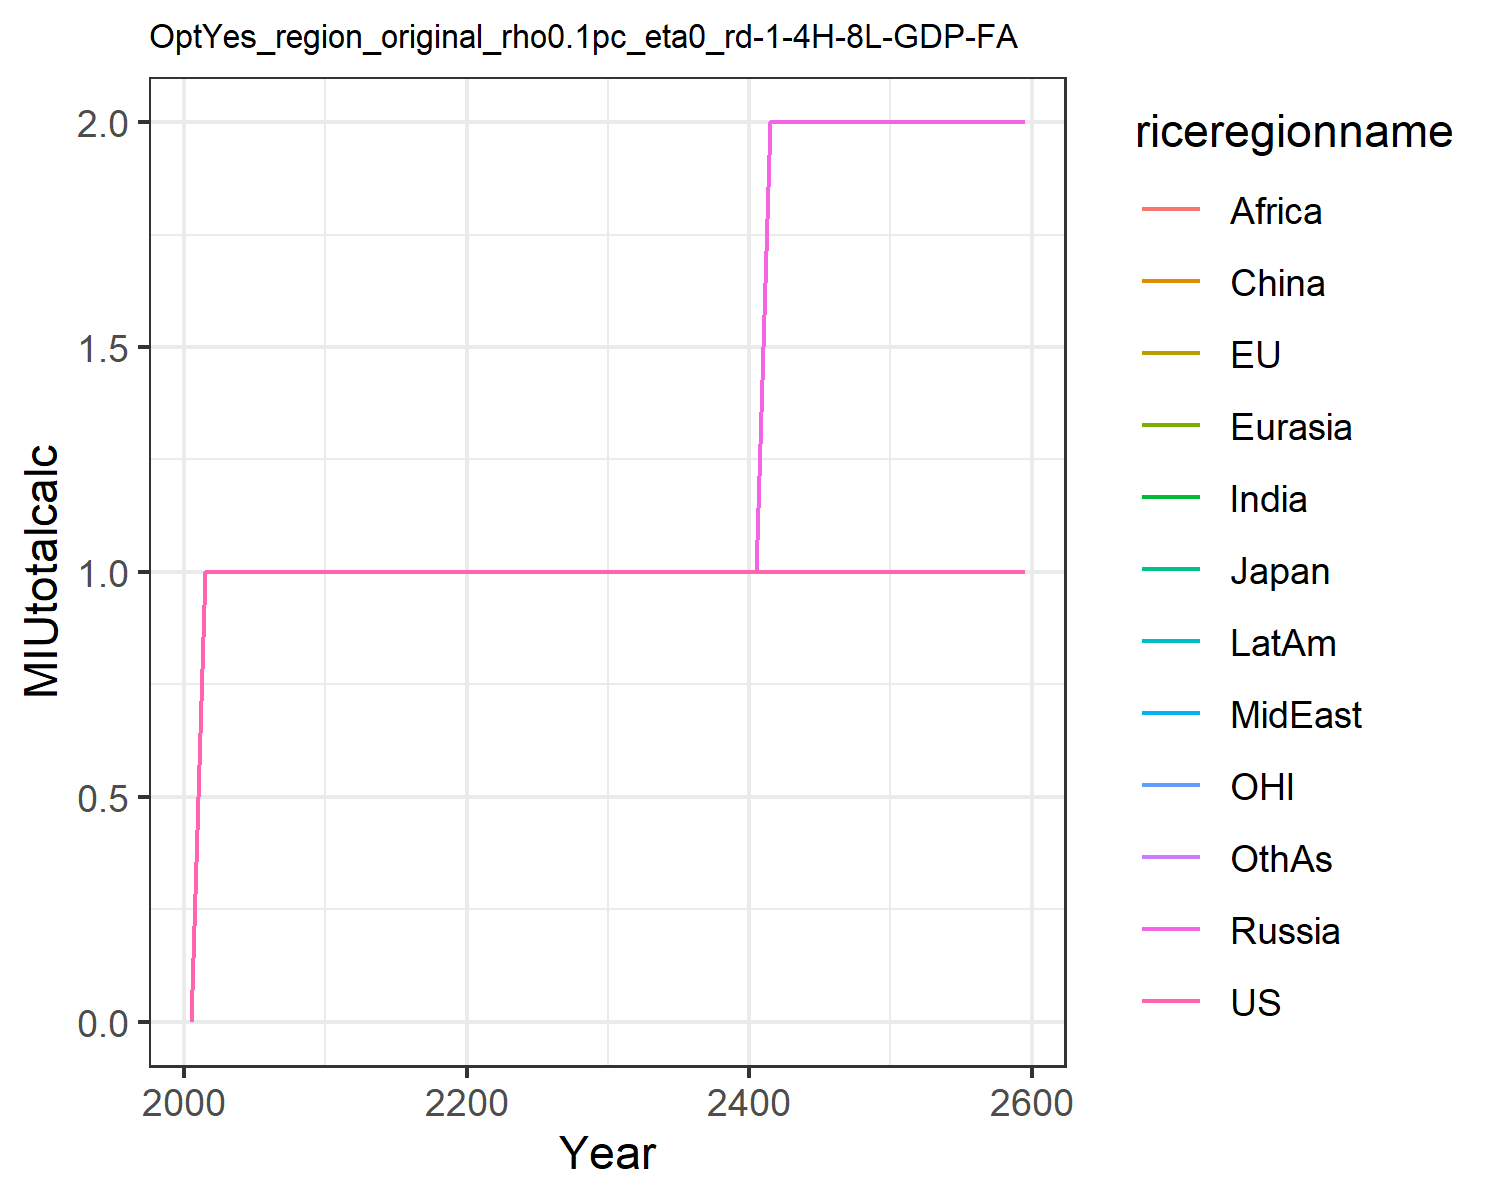 OptYes_region_original_rho0.1pc_eta0_rd-1-4H-8L-GDP-FA
2.0
1.5
1.0
0.5
0.0
MIUtotalcalc
2000 2200 2400 2600
Year
riceregionname
Africa
China
EU
Eurasia
India
Japan
LatAm
MidEast
OHI
OthAs
Russia
US